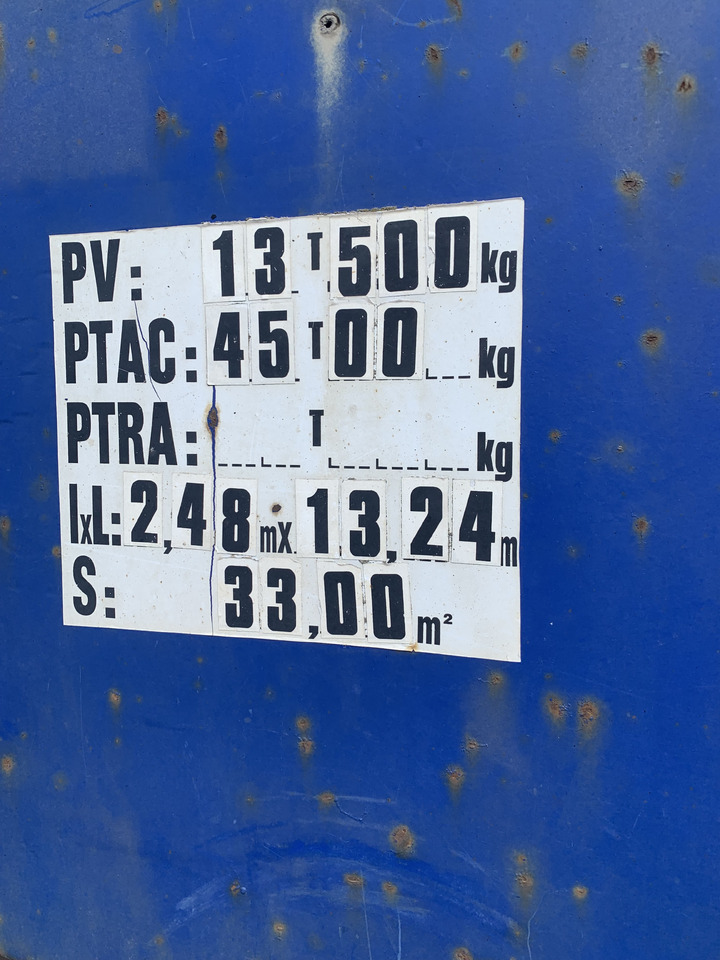 PV: 13 T 500 kg
PTAC: 45 T 00 kg
PTRA: T kg
lxL: 2,48 mX 13,24 m
S: 33,00 m²